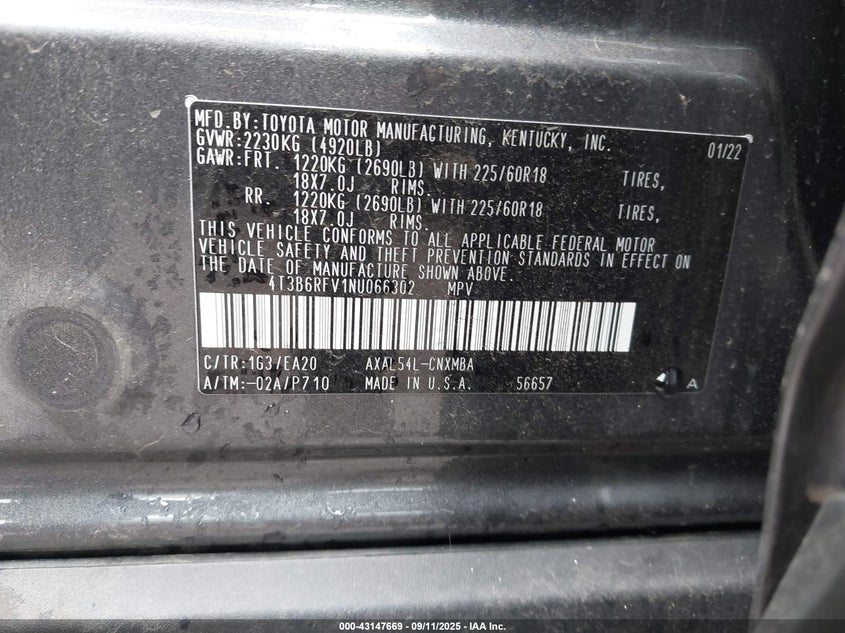 MFD.BY:TOYOTA MOTOR MANUFACTURING, KENTUCKY, INC. 01/22
GVWR:2230KG (4920LB)
GAWR:FRT. 1220KG (2690LB) WITH 225/60R18 TIRES,
18X7.0J RIMS.
RR. 1220KG (2690LB) WITH 225/60R18 TIRES,
18X7.0J RIMS.
THIS VEHICLE CONFORMS TO ALL APPLICABLE FEDERAL MOTOR
VEHICLE SAFETY AND THEFT PREVENTION STANDARDS IN EFFECT ON
THE DATE OF MANUFACTURE SHOWN ABOVE.
4T3B6RFV1NU066302 MPV
C/TR:1G3/EA20 AXAL54L-CNXMBA
A/TM:-02A/P710 MADE IN U.S.A. 56657 A
000-43147669 - 09/11/2025 - IAA Inc.